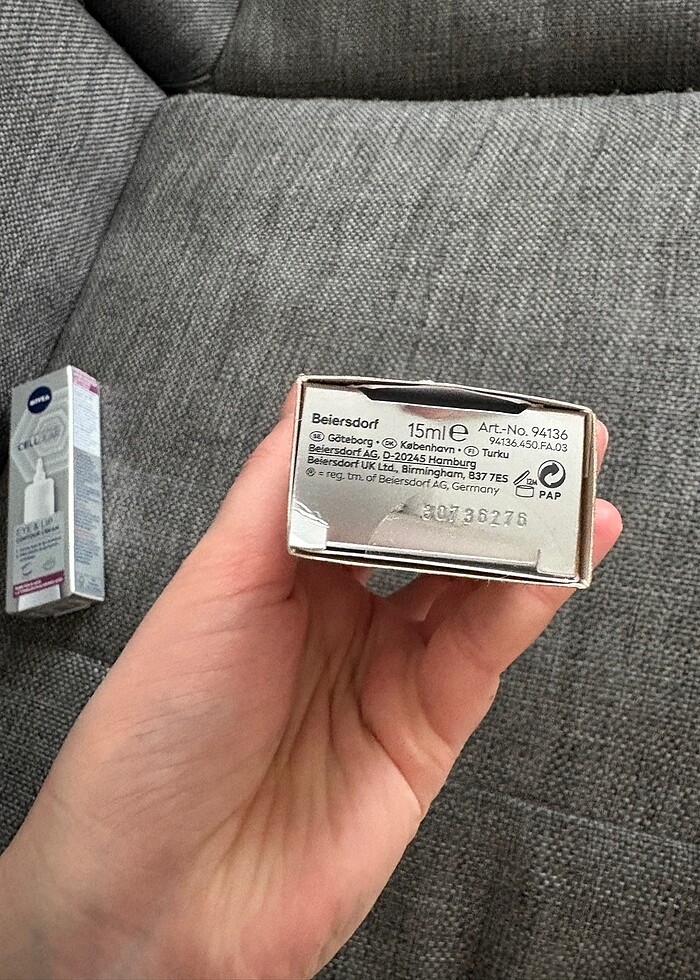 Beiersdorf 15ml e Art.-No. 94136
94136.450.FA.03
SE Göteborg • DK København • FI Turku
Beiersdorf AG, D-20245 Hamburg
Beiersdorf UK Ltd., Birmingham, B37 7ES
® = reg. tm. of Beiersdorf AG, Germany
12M
PAP
30736276
NIVEA
CELLULAR
EYE & LIP
CONTOUR CREAM